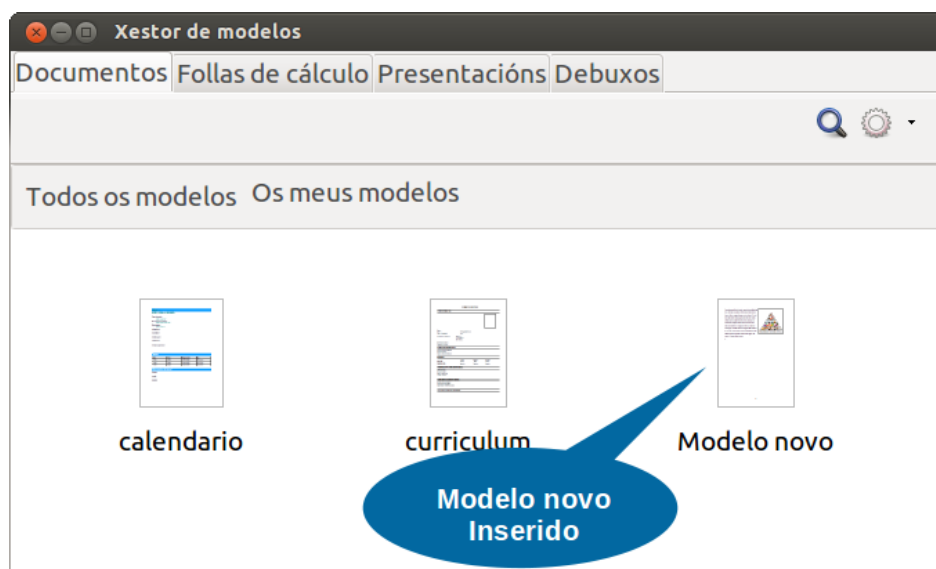 Xestor de modelos
Documentos Follas de cálculo Presentacións Debuxos
Todos os modelos Os meus modelos
calendario curriculum Modelo novo
Modelo novo
Inserido